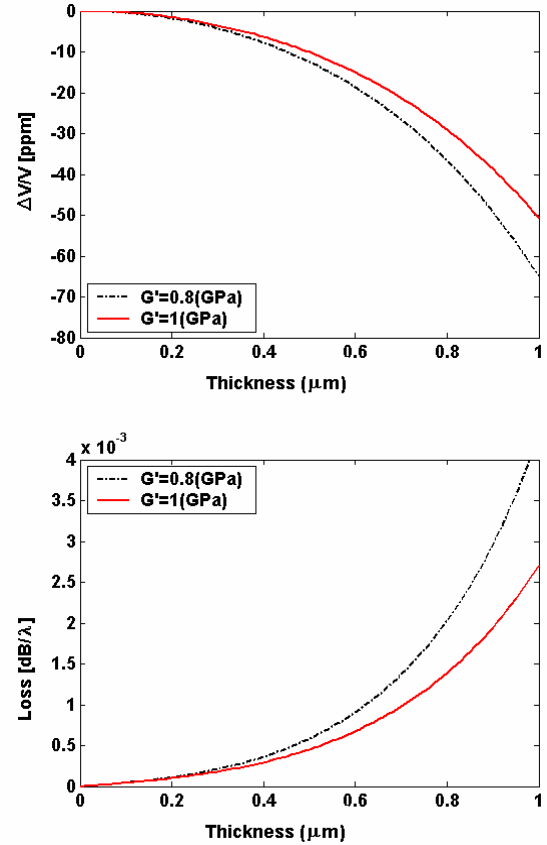 0
-10
-20
-30
-40
-50
-60
-70
-80
ΔV/V [ppm]
G'=0.8(GPa)
G'=1(GPa)
0 0.2 0.4 0.6 0.8 1
Thickness (μm)
x 10⁻³
4
3.5
3
2.5
2
1.5
1
0.5
0
Loss [dB/λ]
G'=0.8(GPa)
G'=1(GPa)
0 0.2 0.4 0.6 0.8 1
Thickness (μm)